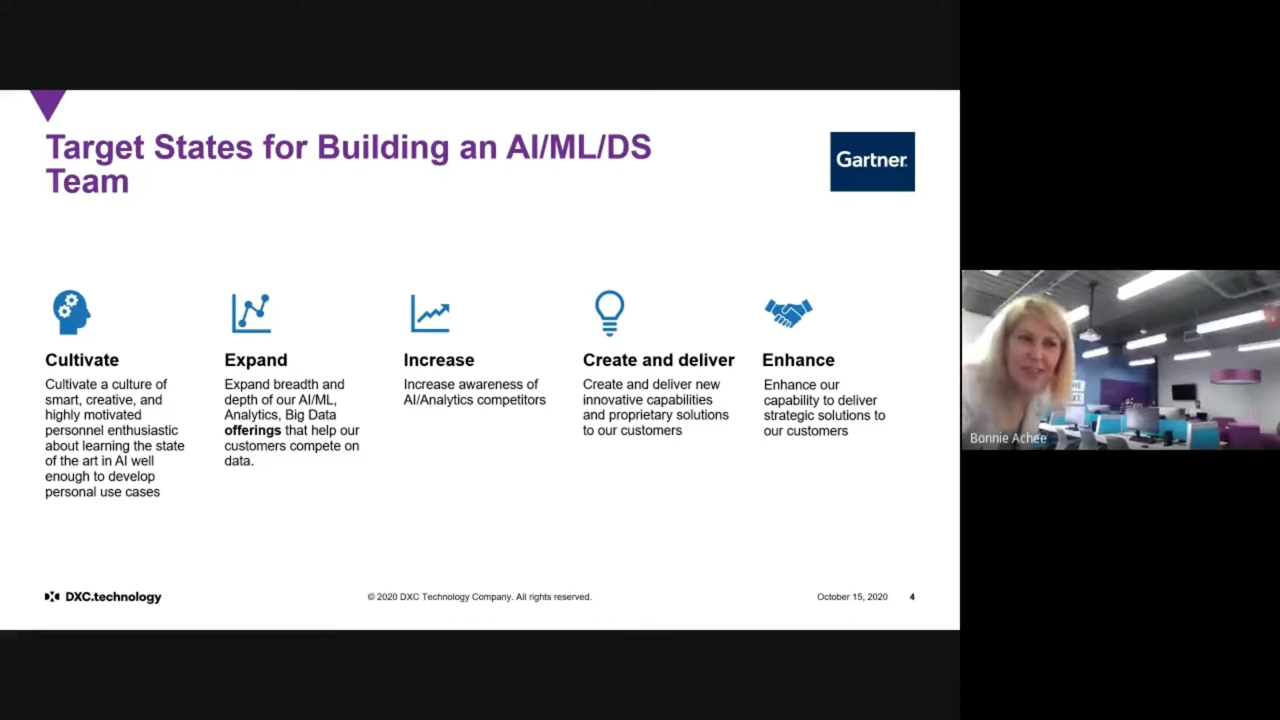 Target States for Building an AI/ML/DS
Team
Gartner
Cultivate
Cultivate a culture of
smart, creative, and
highly motivated
personnel enthusiastic
about learning the state
of the art in AI well
enough to develop
personal use cases
Expand
Expand breadth and
depth of our AI/ML,
Analytics, Big Data
offerings that help our
customers compete on
data.
Increase
Increase awareness of
AI/Analytics competitors
Create and deliver
Create and deliver new
innovative capabilities
and proprietary solutions
to our customers
Enhance
Enhance our
capability to deliver
strategic solutions to
our customers
DXC.technology
© 2020 DXC Technology Company. All rights reserved.
October 15, 2020 4
Bonnie Achee